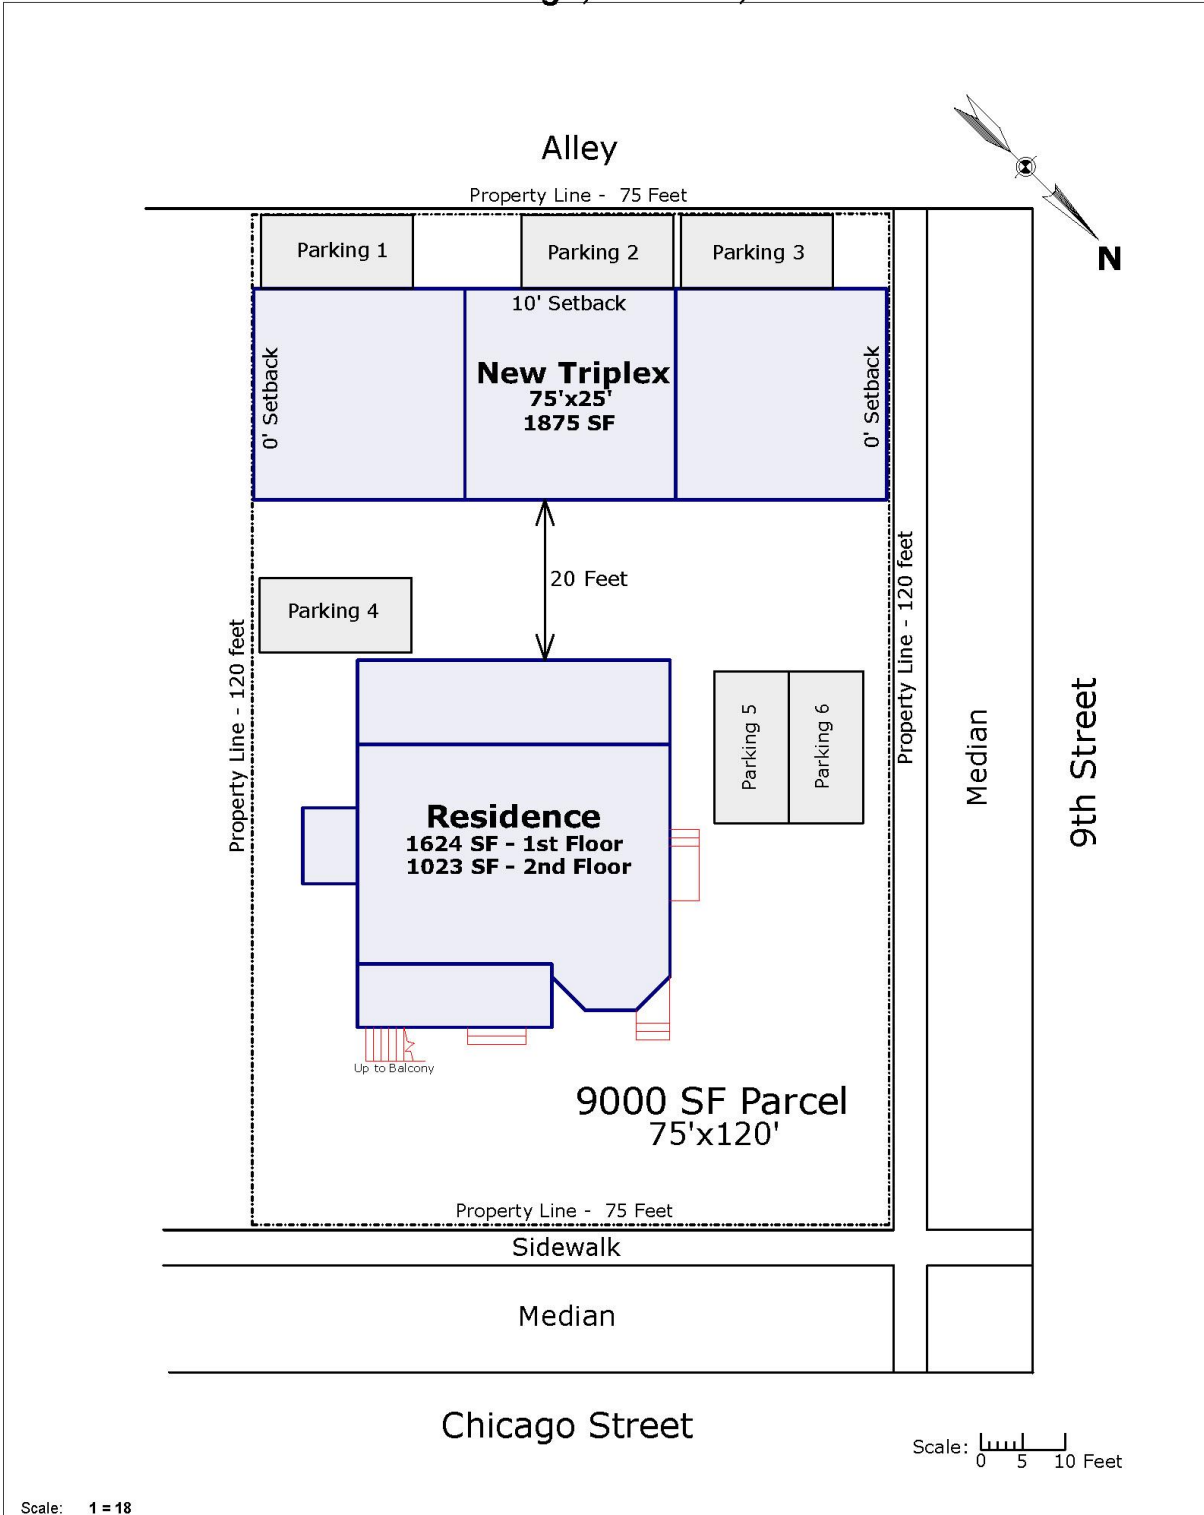 Alley
Property Line - 75 Feet
N
Parking 1
Parking 2
Parking 3
10' Setback
0' Setback
New Triplex
75'x25'
1875 SF
0' Setback
20 Feet
Parking 4
Property Line - 120 feet
Property Line - 120 feet
Parking 5
Parking 6
Median
9th Street
Residence
1624 SF - 1st Floor
1023 SF - 2nd Floor
Up to Balcony
9000 SF Parcel
75'x120'
Property Line - 75 Feet
Sidewalk
Median
Chicago Street
Scale:
0 5 10 Feet
Scale: 1 = 18